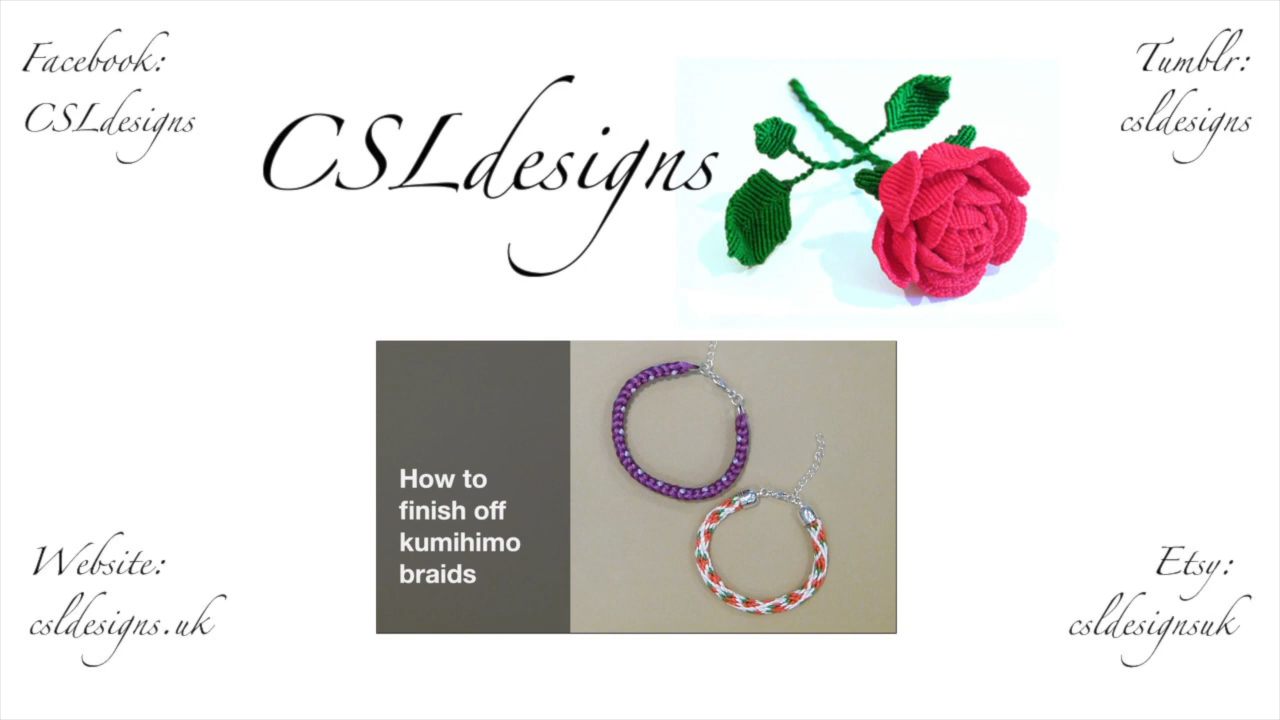 Facebook:
CSLdesigns
CSLdesigns
Tumblr:
csldesigns
How to
finish off
kumihimo
braids
Website:
csldesigns.uk
Etsy:
csldesignsuk